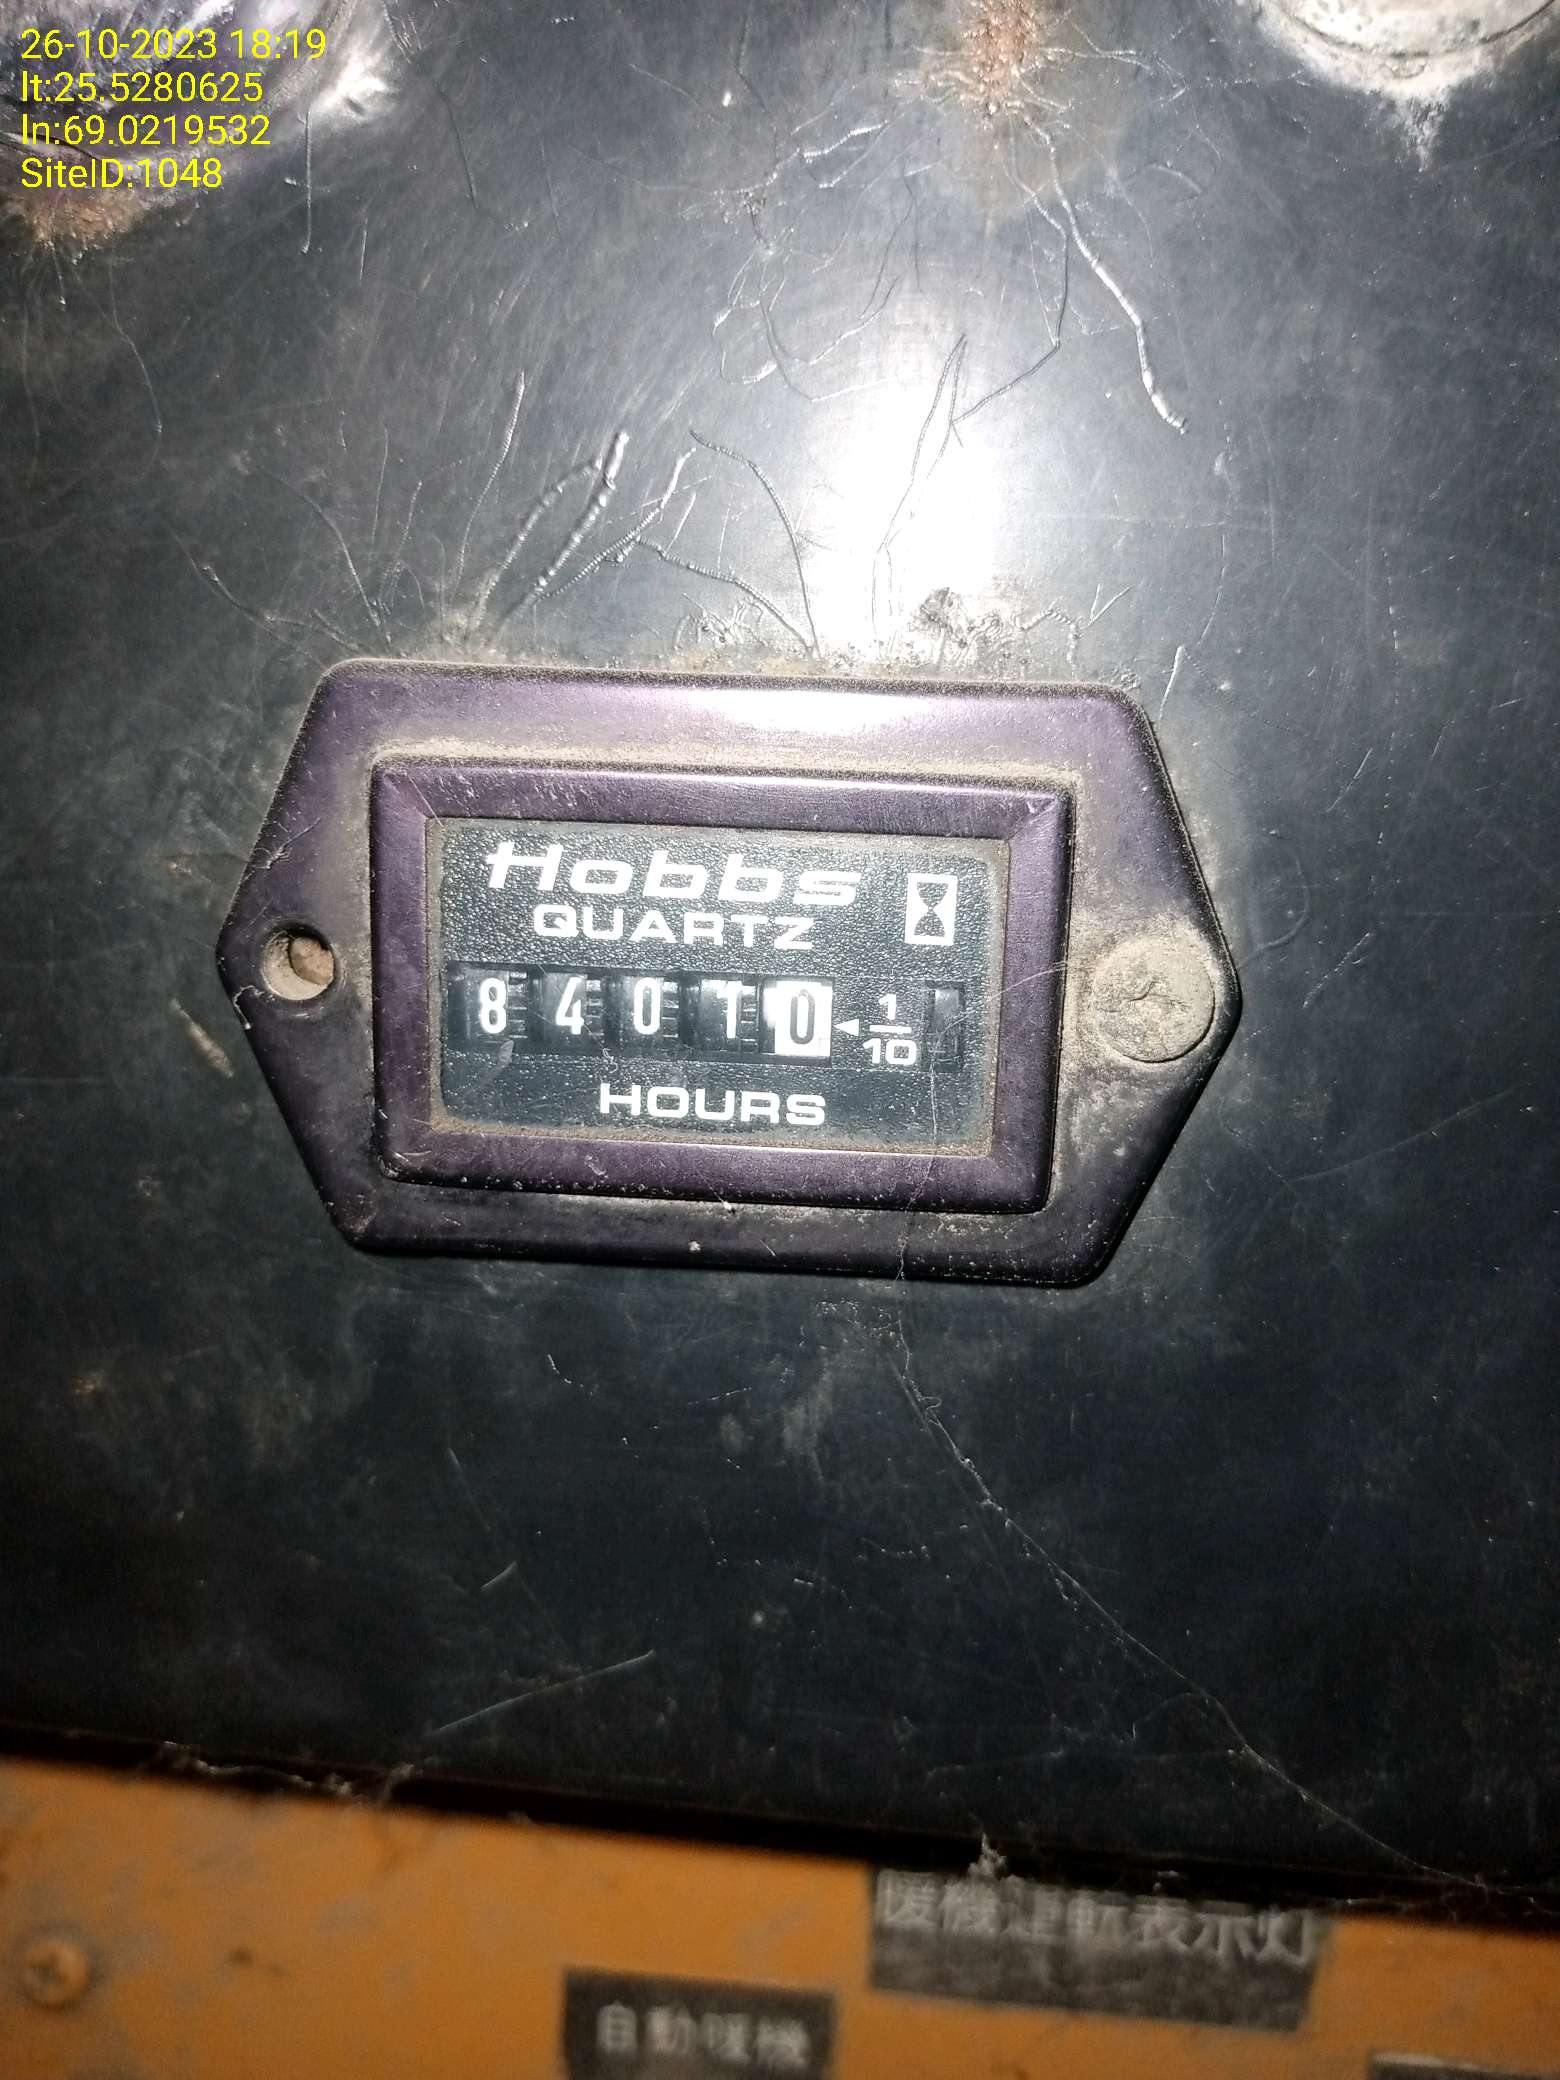 26-10-2023 18:19
lt:25.5280625
ln:69.0219532
SiteID:1048
Hobbs
QUARTZ
8 4 0 1 0 ◄ 1/10
HOURS
暖機運転表示灯
自動暖機